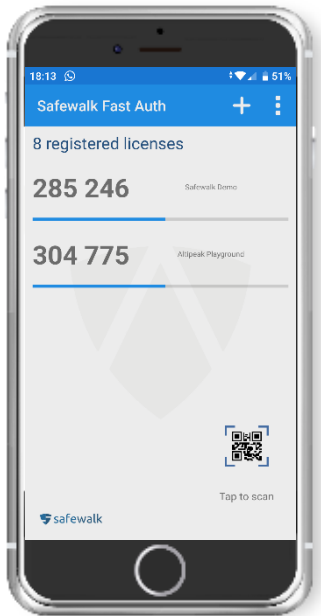 18:13 51%
Safewalk Fast Auth
8 registered licenses
285 246 Safewalk Demo
304 775 Altipeak Playground
Tap to scan
safewalk